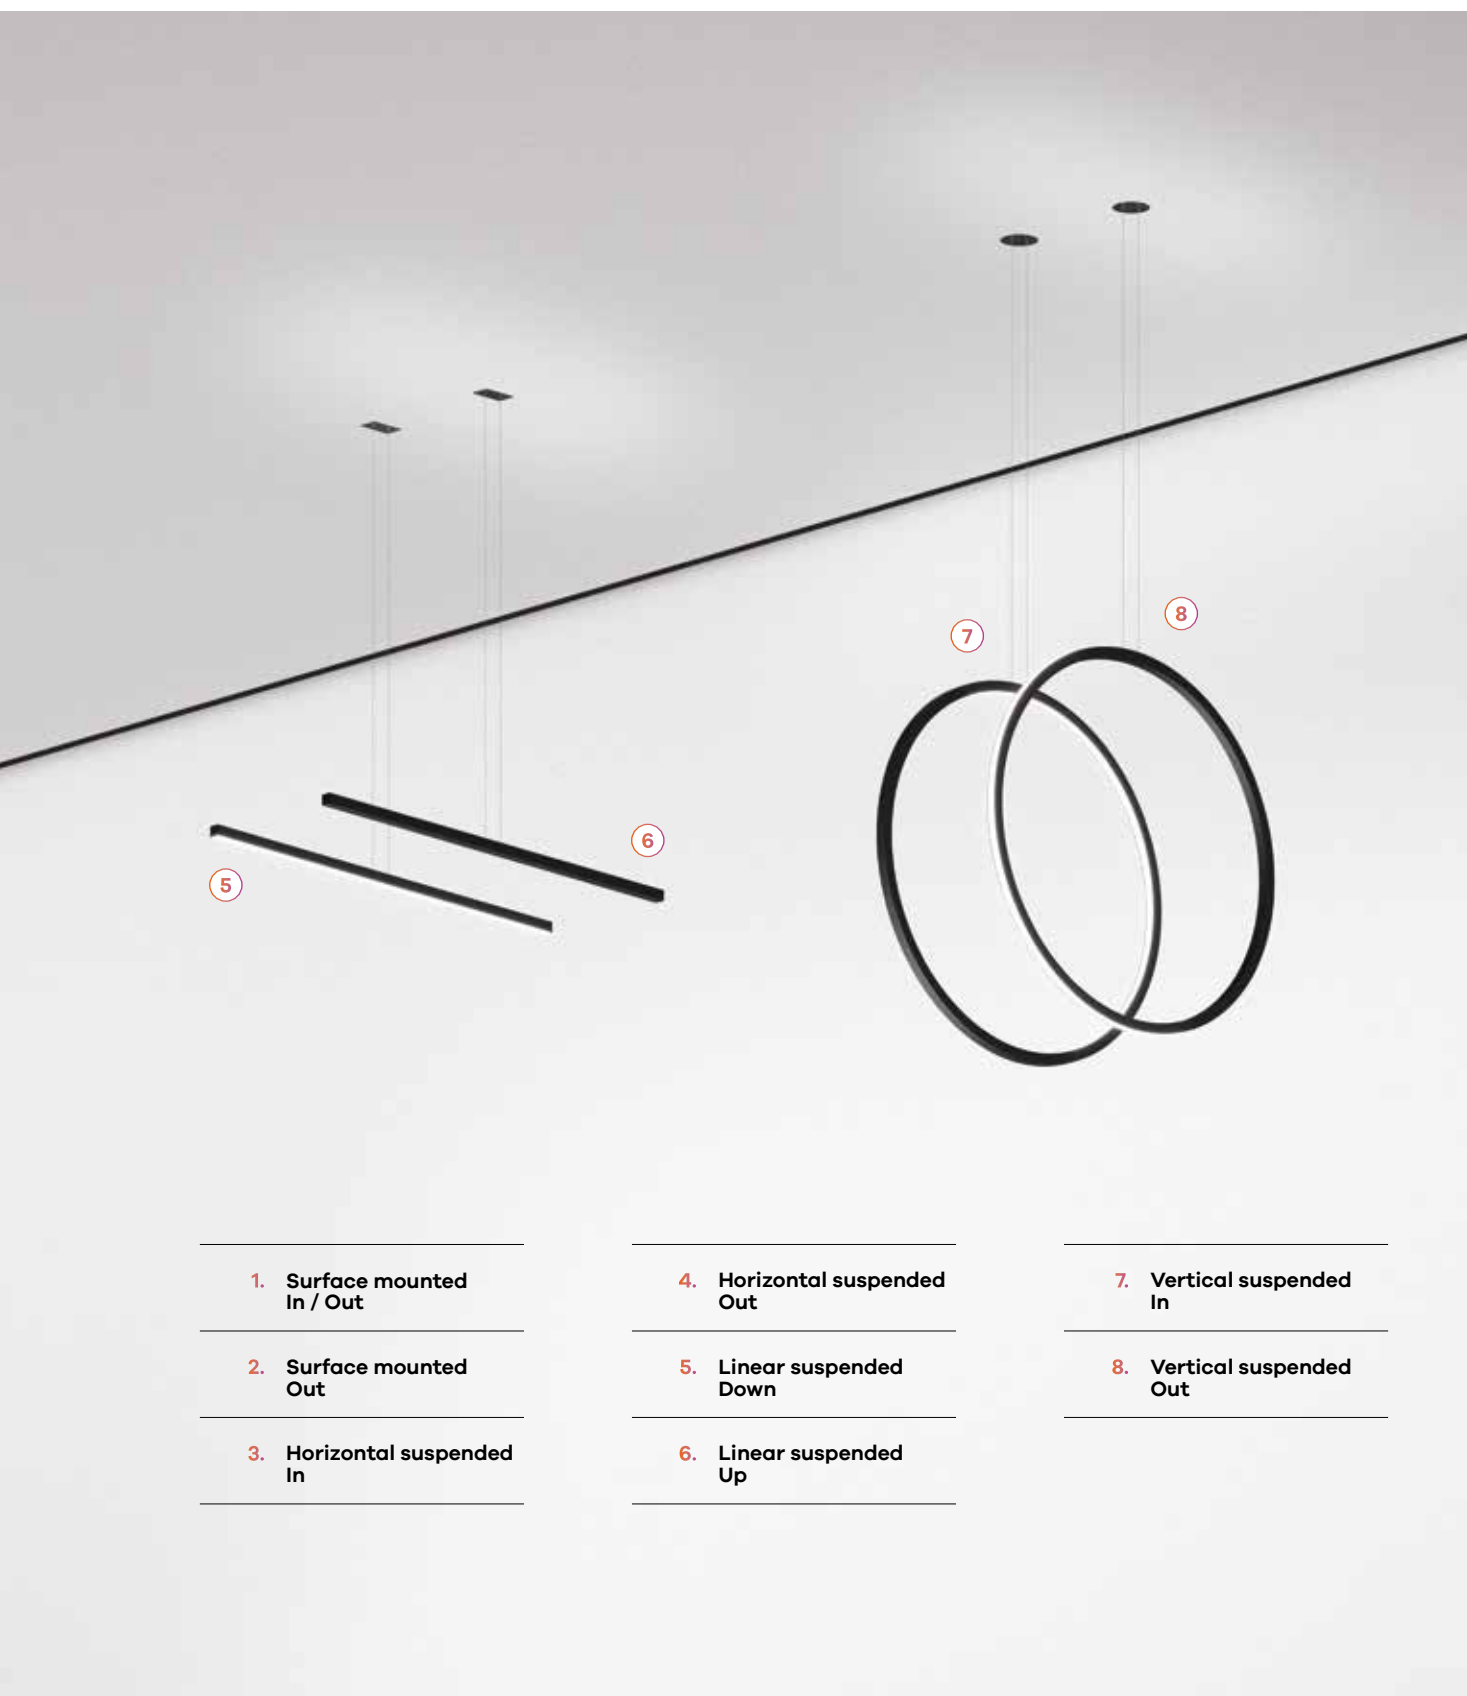 8
7
6
5
1. Surface mounted
In / Out
2. Surface mounted
Out
3. Horizontal suspended
In
4. Horizontal suspended
Out
5. Linear suspended
Down
6. Linear suspended
Up
7. Vertical suspended
In
8. Vertical suspended
Out